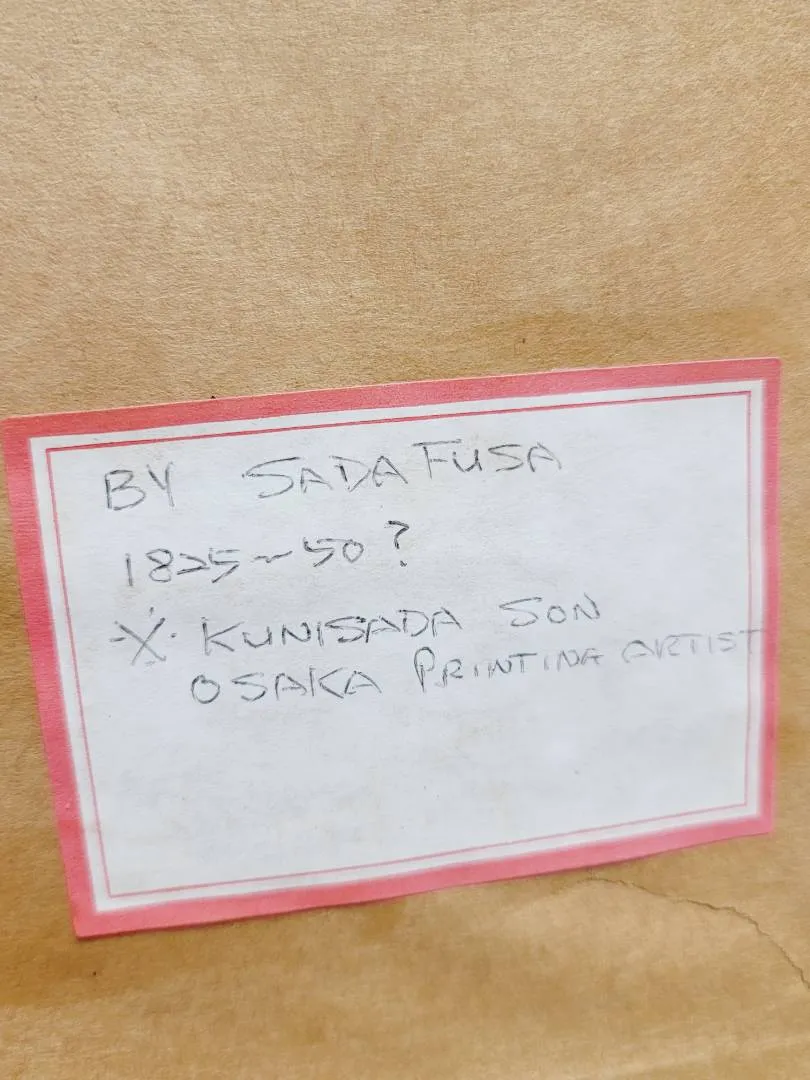 BY SADAFUSA
1825~50?
※ KUNISADA SON
OSAKA PRINTING ARTIST